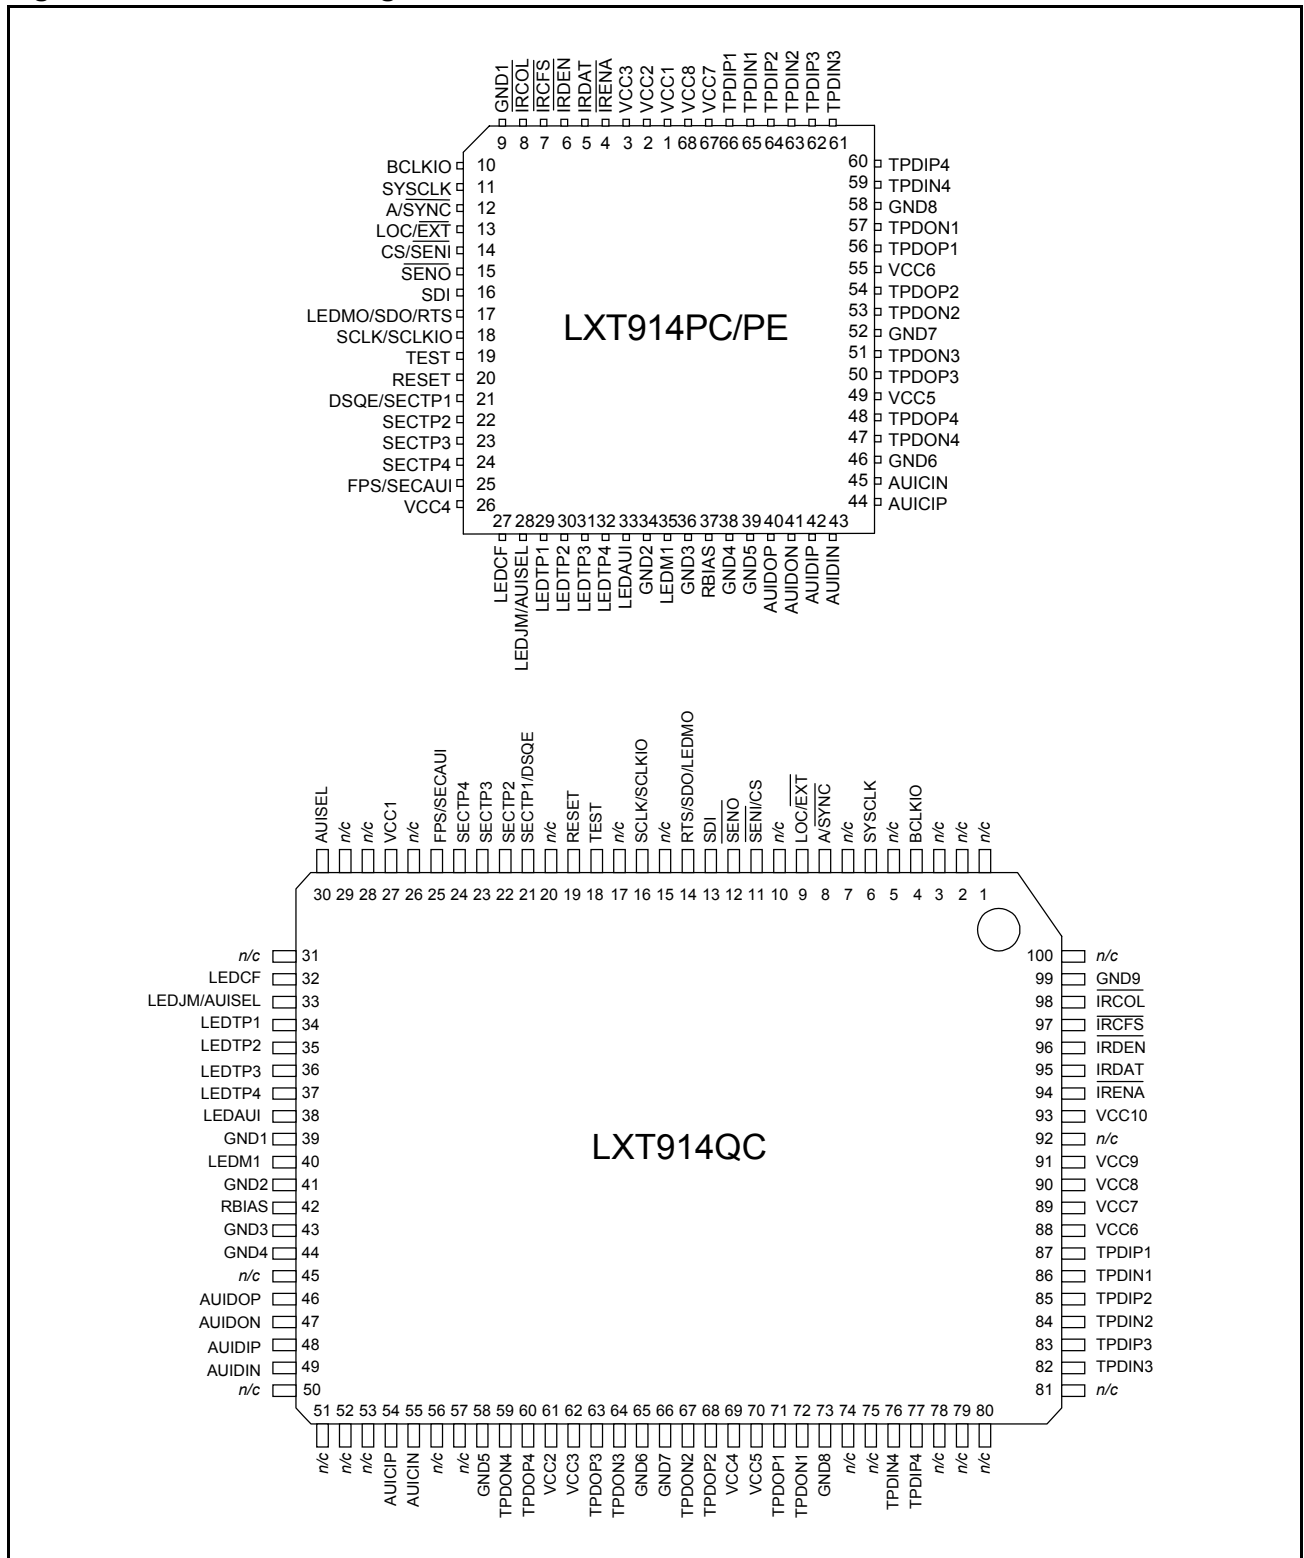 GND1
IRCOL
IRCFS
IRDEN
IRDAT
IRENA
VCC3
VCC2
VCC1
VCC8
VCC7
TPDIP1
TPDIN1
TPDIP2
TPDIN2
TPDIP3
TPDIN3
9 8 7 6 5 4 3 2 1 68 67 66 65 64 63 62 61
BCLKIO 10
SYSCLK 11
A/SYNC 12
LOC/EXT 13
CS/SENI 14
SENO 15
SDI 16
LEDMO/SDO/RTS 17
SCLK/SCLKIO 18
TEST 19
RESET 20
DSQE/SECTP1 21
SECTP2 22
SECTP3 23
SECTP4 24
FPS/SECAUI 25
VCC4 26
LXT914PC/PE
60 TPDIP4
59 TPDIN4
58 GND8
57 TPDON1
56 TPDOP1
55 VCC6
54 TPDOP2
53 TPDON2
52 GND7
51 TPDON3
50 TPDOP3
49 VCC5
48 TPDOP4
47 TPDON4
46 GND6
45 AUICIN
44 AUICIP
27 28 29 30 31 32 33 34 35 36 37 38 39 40 41 42 43
LEDCF
LEDJM/AUISEL
LEDTP1
LEDTP2
LEDTP3
LEDTP4
LEDAUI
GND2
LEDM1
GND3
RBIAS
GND4
GND5
AUIDOP
AUIDON
AUIDIP
AUIDIN
AUISEL
n/c
n/c
VCC1
n/c
FPS/SECAUI
SECTP4
SECTP3
SECTP2
SECTP1/DSQE
n/c
RESET
TEST
n/c
SCLK/SCLKIO
n/c
RTS/SDO/LEDMO
SDI
SENO
SENI/CS
n/c
LOC/EXT
A/SYNC
n/c
SYSCLK
n/c
BCLKIO
n/c
n/c
n/c
30 29 28 27 26 25 24 23 22 21 20 19 18 17 16 15 14 13 12 11 10 9 8 7 6 5 4 3 2 1
n/c 31
LEDCF 32
LEDJM/AUISEL 33
LEDTP1 34
LEDTP2 35
LEDTP3 36
LEDTP4 37
LEDAUI 38
GND1 39
LEDM1 40
GND2 41
RBIAS 42
GND3 43
GND4 44
n/c 45
AUIDOP 46
AUIDON 47
AUIDIP 48
AUIDIN 49
n/c 50
LXT914QC
100 n/c
99 GND9
98 IRCOL
97 IRCFS
96 IRDEN
95 IRDAT
94 IRENA
93 VCC10
92 n/c
91 VCC9
90 VCC8
89 VCC7
88 VCC6
87 TPDIP1
86 TPDIN1
85 TPDIP2
84 TPDIN2
83 TPDIP3
82 TPDIN3
81 n/c
51 52 53 54 55 56 57 58 59 60 61 62 63 64 65 66 67 68 69 70 71 72 73 74 75 76 77 78 79 80
n/c
n/c
n/c
AUICIP
AUICIN
n/c
n/c
GND5
TPDON4
TPDOP4
VCC2
VCC3
TPDOP3
TPDON3
GND6
GND7
TPDON2
TPDOP2
VCC4
VCC5
TPDOP1
TPDON1
GND8
n/c
n/c
TPDIN4
TPDIP4
n/c
n/c
n/c